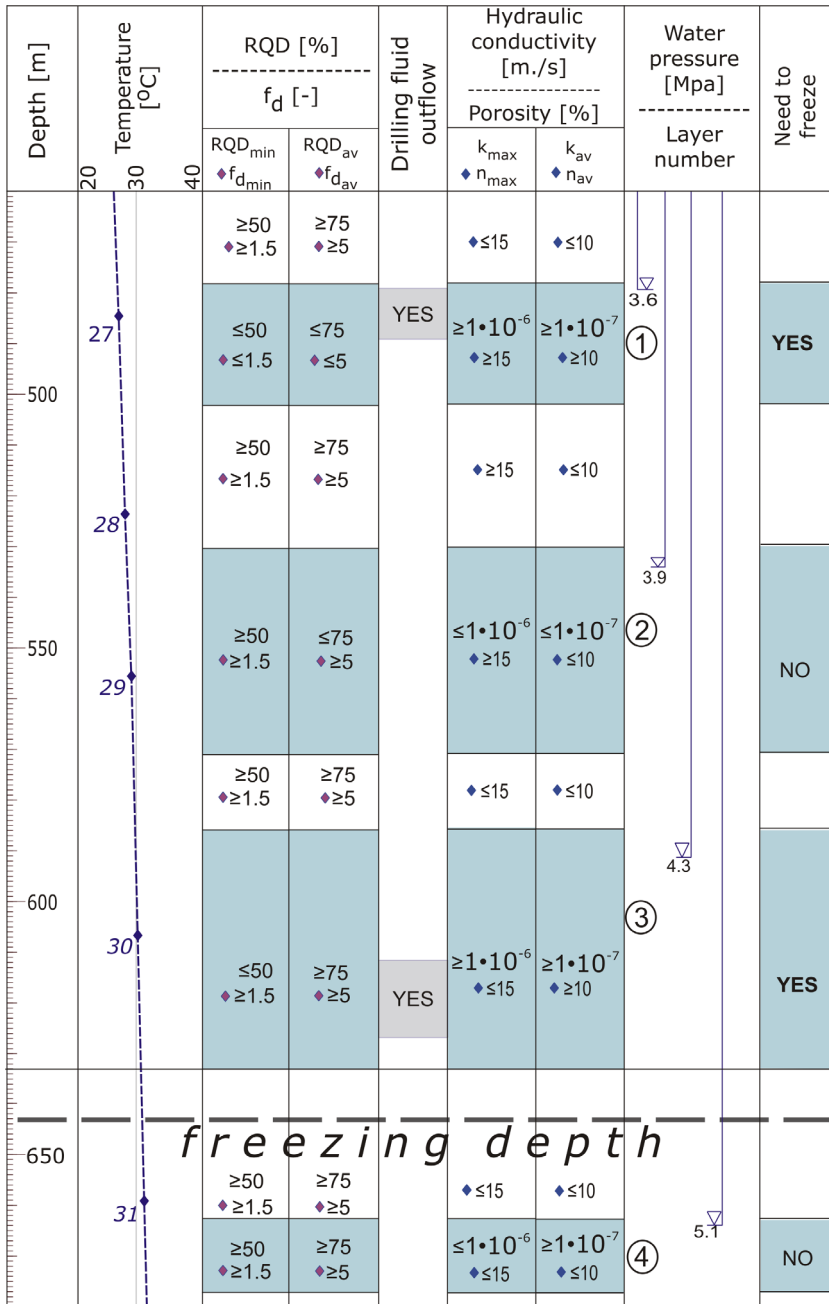 Depth [m]
Temperature [⁰C]
20
30
40
RQD [%]
f_d [-]
RQD_min
f_d_min
RQD_av
f_d_av
Drilling fluid outflow
Hydraulic
conductivity
[m./s]
Porosity [%]
k_max
n_max
k_av
n_av
Water
pressure
[Mpa]
Layer
number
Need to freeze
≥50 ≥75
≥1.5 ≥5 ≤15 ≤10
3.6
27
YES
≤50 ≤75 ≥1•10⁻⁶ ≥1•10⁻⁷ 1 YES
≤1.5 ≤5 ≥15 ≥10
500
≥50 ≥75
≥1.5 ≥5 ≥15 ≤10
28
3.9
≥50 ≤75 ≤1•10⁻⁶ ≤1•10⁻⁷ 2
≥1.5 ≥5 ≥15 ≤10 NO
550
29
≥50 ≥75
≥1.5 ≥5 ≤15 ≤10
4.3
600
3
30
≤50 ≥75 ≥1•10⁻⁶ ≥1•10⁻⁷
≥1.5 ≥5 ≤15 ≥10
YES YES
freezing depth
650
≥50 ≥75
≥1.5 ≥5 ≤15 ≤10
31
5.1
≥50 ≥75 ≤1•10⁻⁶ ≥1•10⁻⁷ 4 NO
≥1.5 ≥5 ≤15 ≤10